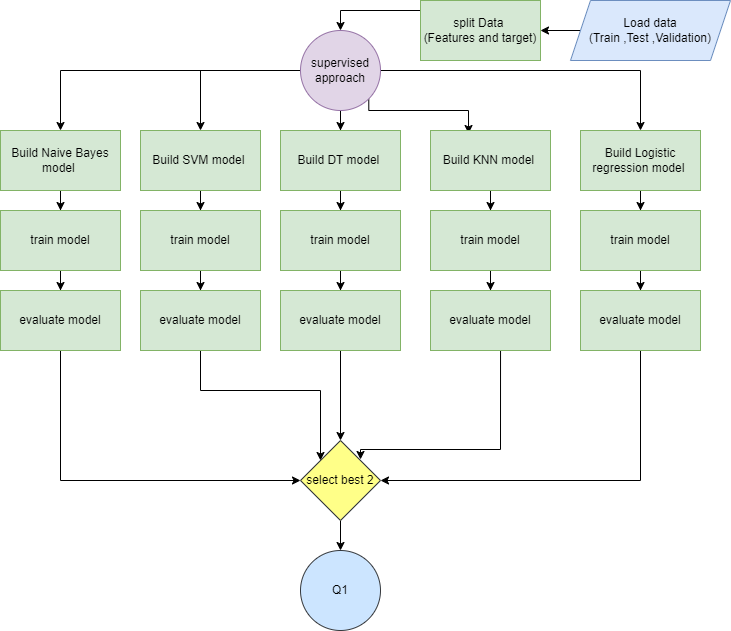 split Data
(Features and target)
Load data
(Train ,Test ,Validation)
supervised
approach
Build Naive Bayes
model
Build SVM model
Build DT model
Build KNN model
Build Logistic
regression model
train model
train model
train model
train model
train model
evaluate model
evaluate model
evaluate model
evaluate model
evaluate model
select best 2
Q1